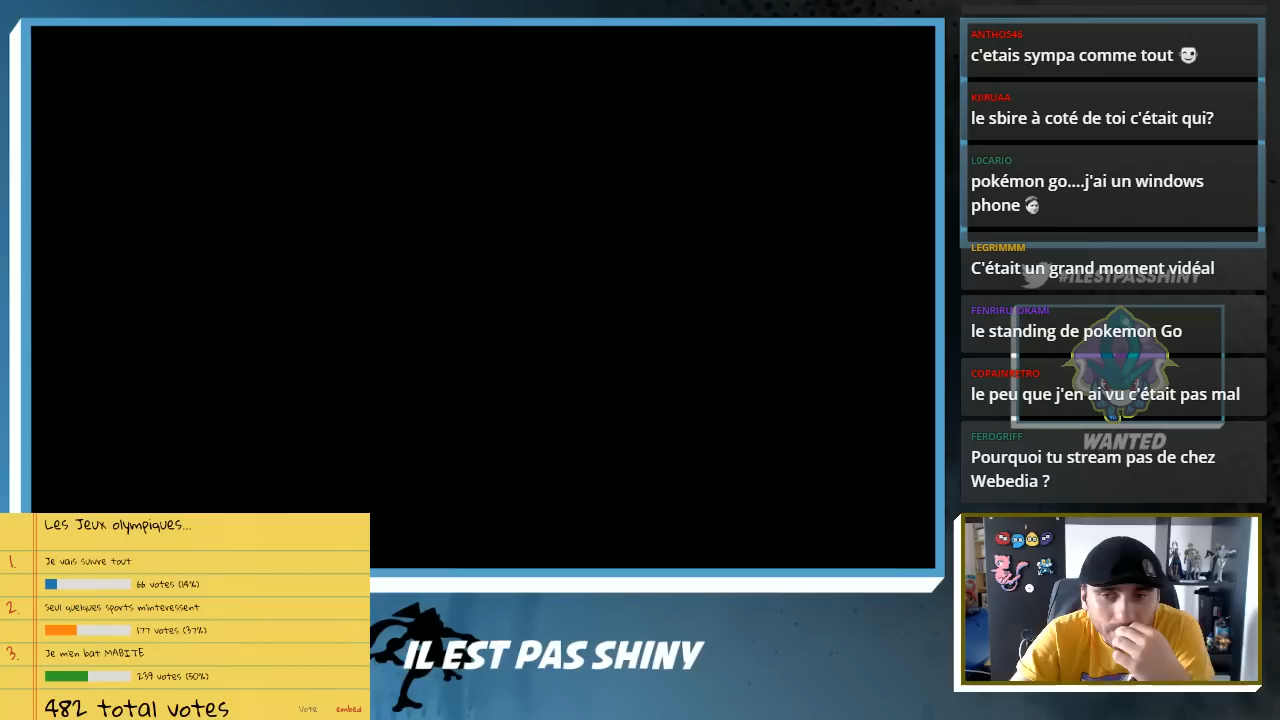 ANTHO546
c'etais sympa comme tout
KIIRUAA
le sbire à coté de toi c'était qui?
L0CARIO
pokémon go....j'ai un windows
phone
LEGRIMMM
C'était un grand moment vidéal
#ILESTPASSHINY
FENRIRU_OKAMI
le standing de pokemon Go
COPAINRETRO
le peu que j'en ai vu c'était pas mal
WANTED
FEROGRIFF
Pourquoi tu stream pas de chez
Webedia ?
Les Jeux olympiques...
1.
Je vais suivre tout
66 votes (14%)
2.
Seul quelques sports m'interessent
177 votes (37%)
3.
Je m'en bat MABITE
239 votes (50%)
482 total votes
Vote embed
IL EST PAS SHINY